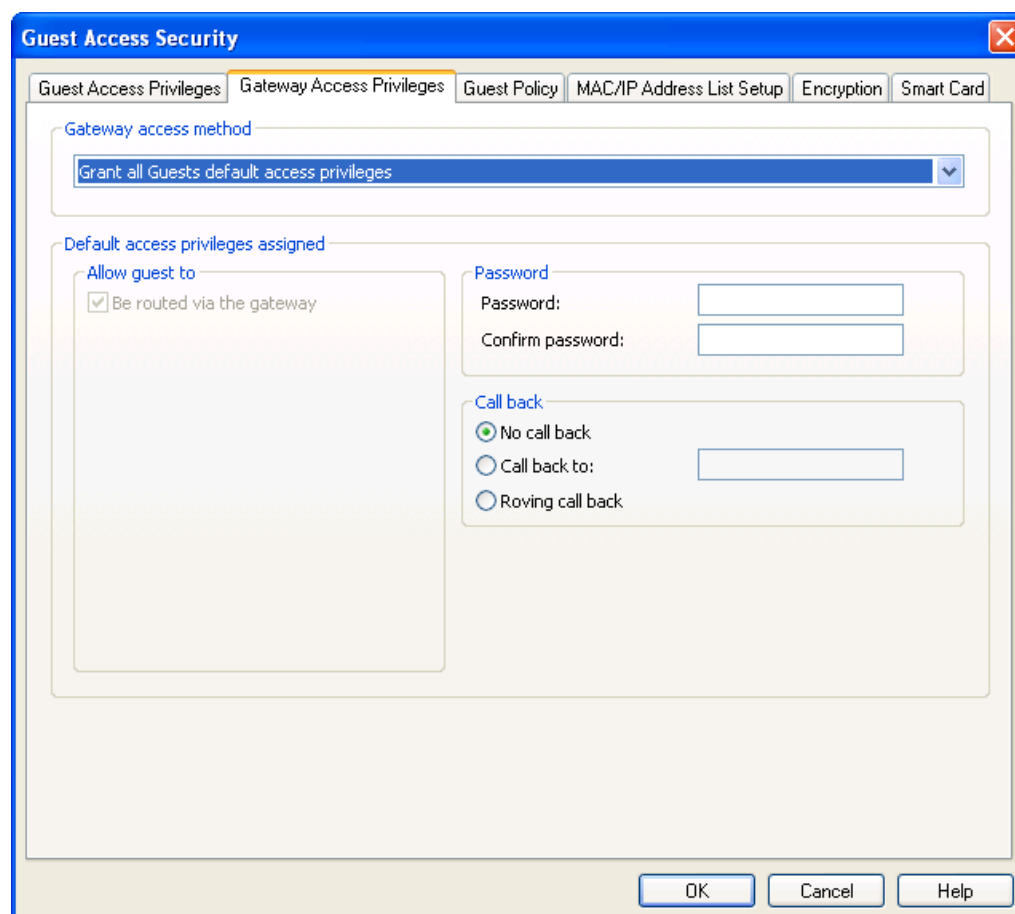 Guest Access Security
Guest Access Privileges
Gateway Access Privileges
Guest Policy
MAC/IP Address List Setup
Encryption
Smart Card
Gateway access method
Grant all Guests default access privileges
Default access privileges assigned
Allow guest to
Be routed via the gateway
Password
Password:
Confirm password:
Call back
No call back
Call back to:
Roving call back
OK
Cancel
Help